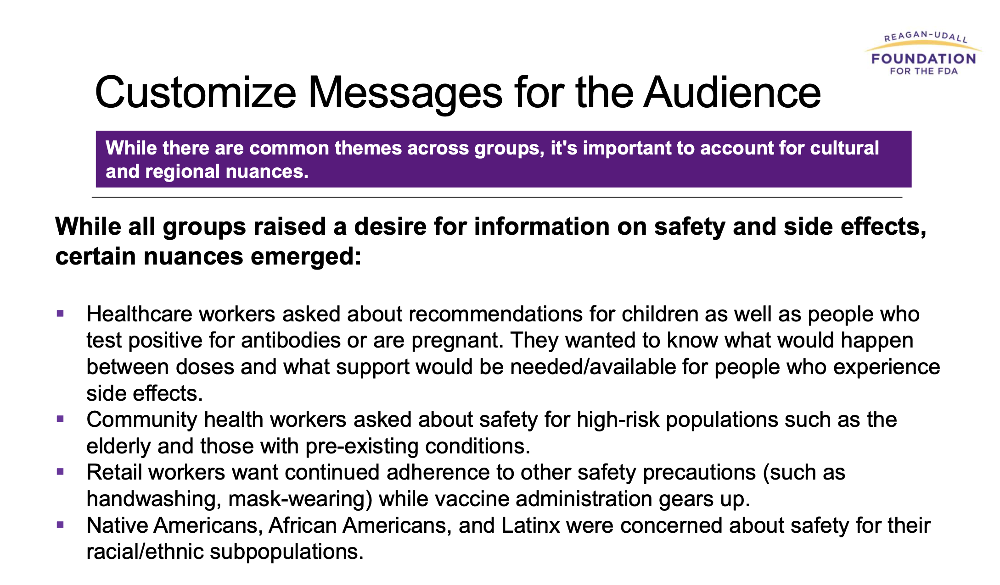 REAGAN-UDALL
FOUNDATION
FOR THE FDA
Customize Messages for the Audience
While there are common themes across groups, it's important to account for cultural
and regional nuances.
While all groups raised a desire for information on safety and side effects,
certain nuances emerged:
▪ Healthcare workers asked about recommendations for children as well as people who
test positive for antibodies or are pregnant. They wanted to know what would happen
between doses and what support would be needed/available for people who experience
side effects.
▪ Community health workers asked about safety for high-risk populations such as the
elderly and those with pre-existing conditions.
▪ Retail workers want continued adherence to other safety precautions (such as
handwashing, mask-wearing) while vaccine administration gears up.
▪ Native Americans, African Americans, and Latinx were concerned about safety for their
racial/ethnic subpopulations.